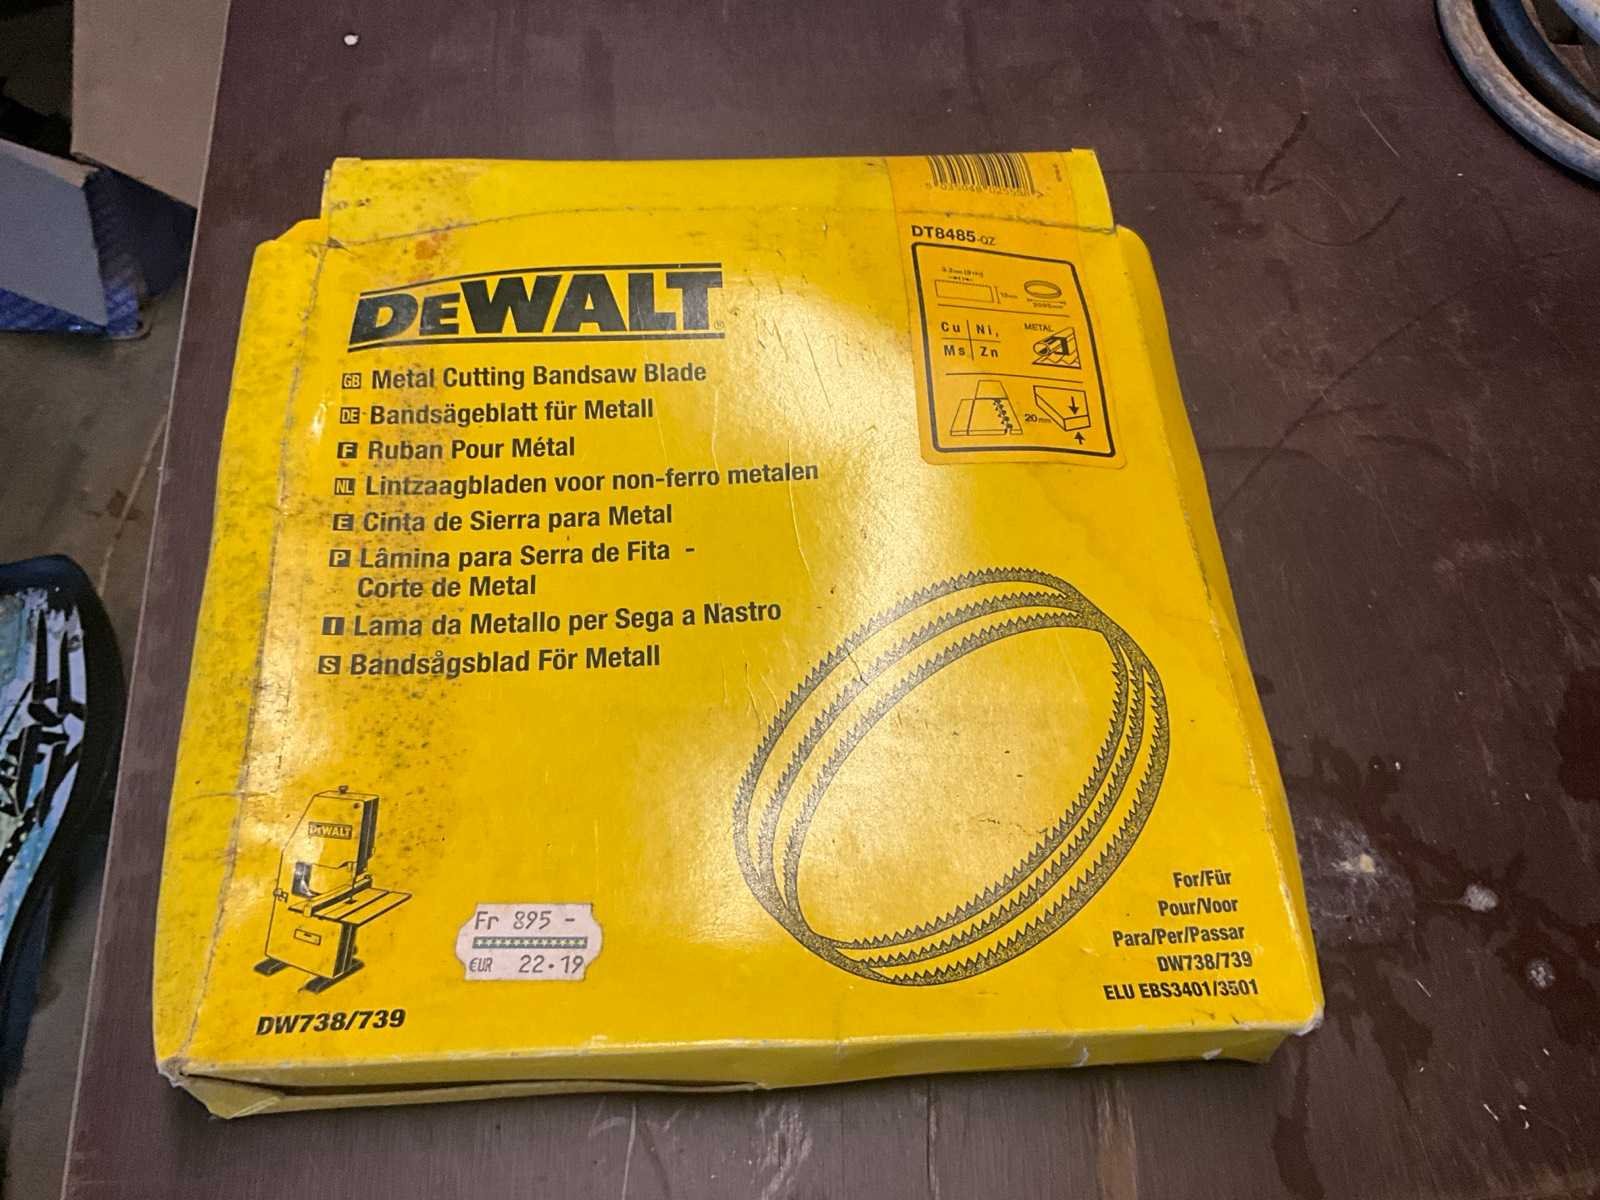 DEWALT®
GB Metal Cutting Bandsaw Blade
DE Bandsägeblatt für Metall
F Ruban Pour Métal
NL Lintzaagbladen voor non-ferro metalen
E Cinta de Sierra para Metal
P Lâmina para Serra de Fita -
Corte de Metal
I Lama da Metallo per Sega a Nastro
S Bandsågsblad För Metall
DT8485-QZ
Cu Ni,
Ms Zn
METAL
20mm
DEWALT
DW738/739
Fr 895 -
EUR 22.19
For/Für
Pour/Voor
Para/Per/Passar
DW738/739
ELU EBS3401/3501